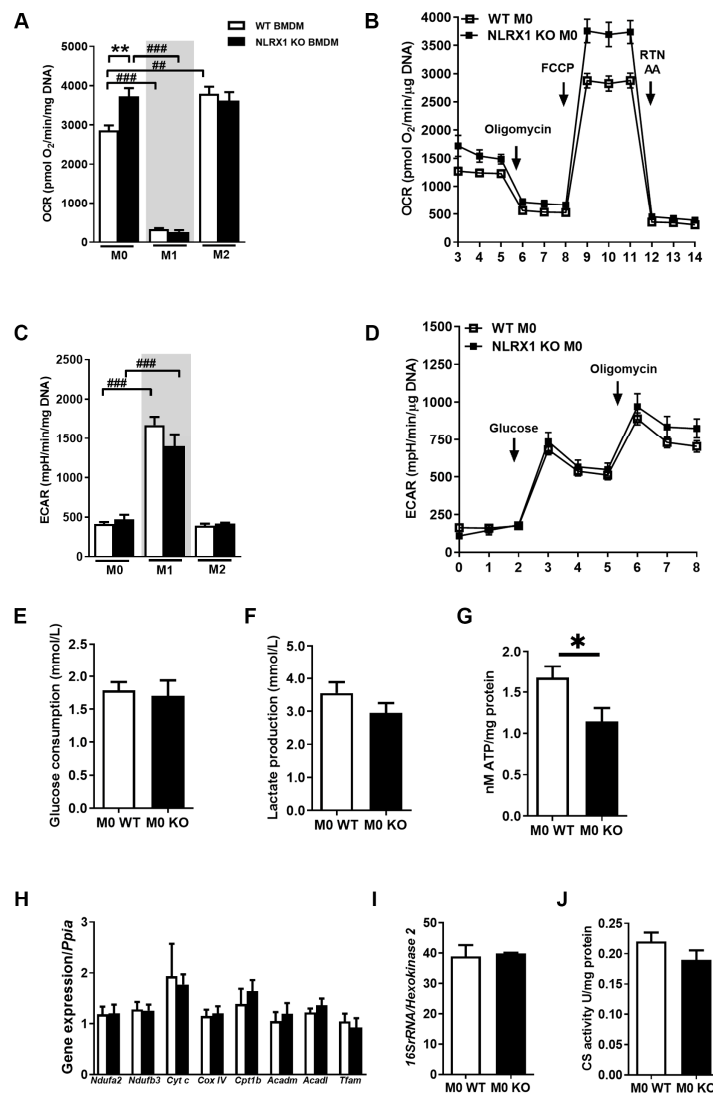 A
WT BMDM
NLRX1 KO BMDM
OCR (pmol O2/min/mg DNA)
5000
4000
3000
2000
1000
0
**
###
##
###
M0
M1
M2
B
WT M0
NLRX1 KO M0
OCR (pmol O2/min/μg DNA)
4000
3500
3000
2500
2000
1500
1000
500
0
Oligomycin
FCCP
RTN
AA
3 4 5 6 7 8 9 10 11 12 13 14
C
ECAR (mpH/min/mg DNA)
2500
2000
1500
1000
500
0
###
###
M0
M1
M2
D
WT M0
NLRX1 KO M0
ECAR (mpH/min/μg DNA)
1500
1250
1000
750
500
250
0
Glucose
Oligomycin
0 1 2 3 4 5 6 7 8
E
Glucose consumption (mmol/L)
2.5
2.0
1.5
1.0
0.5
0.0
M0 WT M0 KO
F
Lactate production (mmol/L)
5.0
4.0
3.0
2.0
1.0
0.0
M0 WT M0 KO
G
nM ATP/mg protein
2.0
1.5
1.0
0.5
0.0
*
M0 WT M0 KO
H
Gene expression/Ppia
3
2
1
0
Ndufa2 Ndufb3 Cyt c Cox IV Cpt1b Acadm Acadl Tfam
I
16SrRNA/Hexokinase 2
50
40
30
20
10
0
M0 WT M0 KO
J
CS activity U/mg protein
0.25
0.20
0.15
0.10
0.05
0.00
M0 WT M0 KO